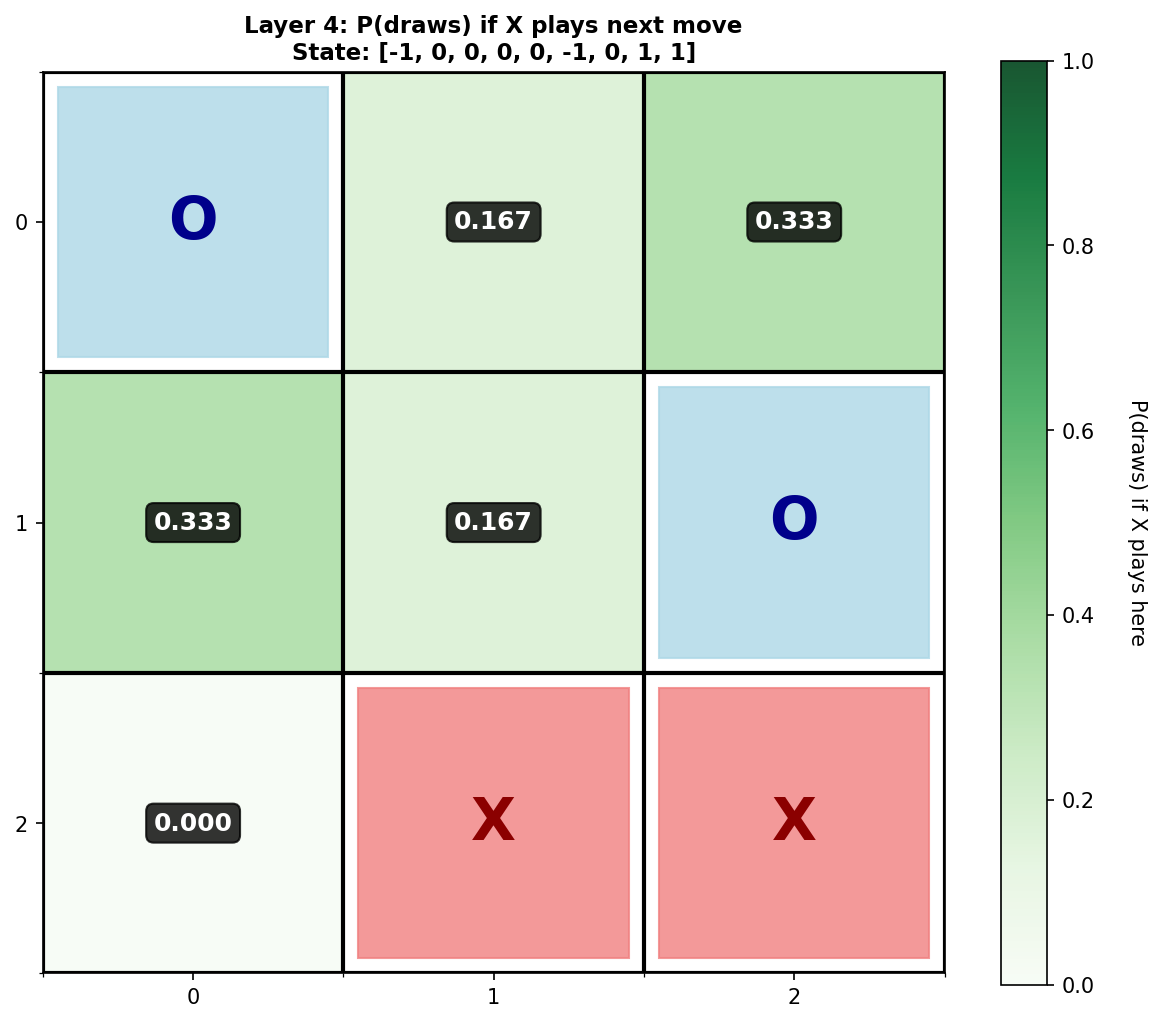 Layer 4: P(draws) if X plays next move
State: [-1, 0, 0, 0, 0, -1, 0, 1, 1]
0
O
0.167
0.333
1
0.333
0.167
O
2
0.000
X
X
0
1
2
1.0
0.8
0.6
0.4
0.2
0.0
P(draws) if X plays here